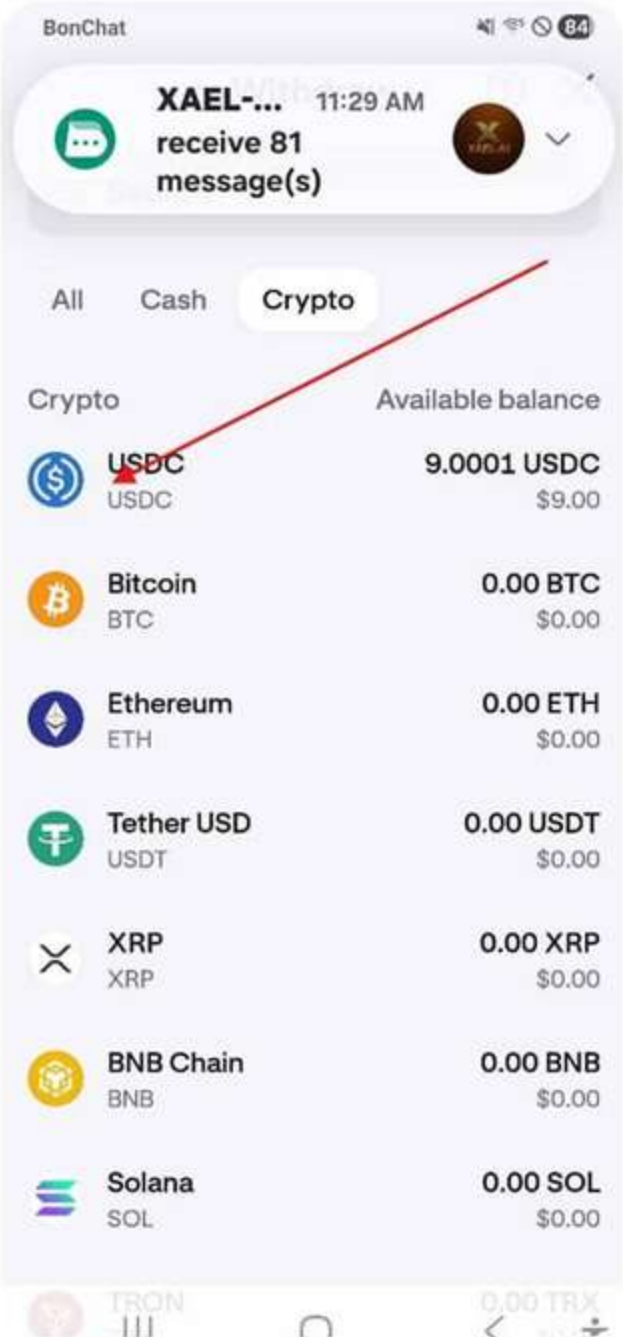 BonChat
84
XAEL-... 11:29 AM
receive 81
message(s)
All Cash Crypto
Crypto Available balance
USDC 9.0001 USDC
USDC $9.00
Bitcoin 0.00 BTC
BTC $0.00
Ethereum 0.00 ETH
ETH $0.00
Tether USD 0.00 USDT
USDT $0.00
XRP 0.00 XRP
XRP $0.00
BNB Chain 0.00 BNB
BNB $0.00
Solana 0.00 SOL
SOL $0.00
TRON 0.00 TRX